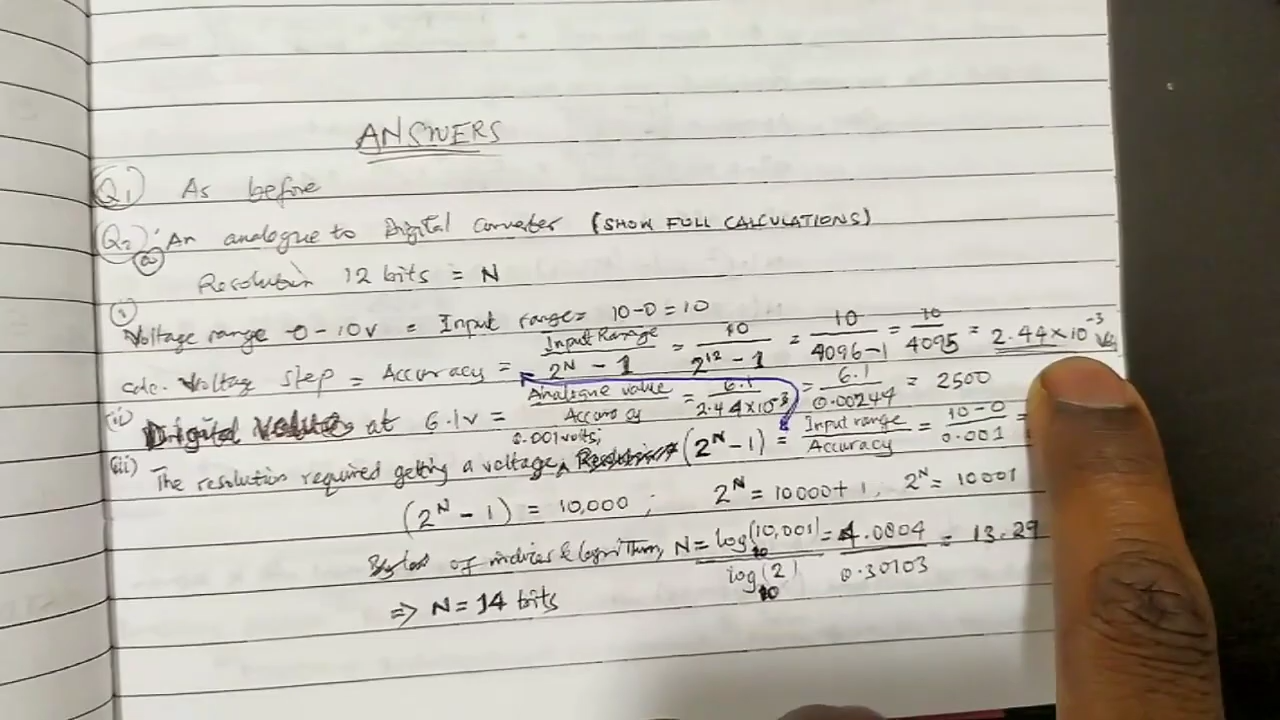 ANSWERS
Q1) As before
Q2): An analogue to Digital Converter (SHOW FULL CALCULATIONS)
(a)
Resolution 12 bits = N
(i)
Voltage range 0-10v = Input range = 10-0 = 10
calc. Voltage step = Accuracy = Input Range / 2^N - 1 = 10 / 2^12 - 1 = 10 / 4096-1 = 10 / 4095 = 2.44×10^-3
(ii) Digital Value at 6.1v = Analogue value / Accuracy = 6.1 / 2.44×10^-3 = 6.1 / 0.00244 = 2500
0.001 volts;
(iii) The resolution required getting a voltage, (2^N - 1) = Input range / Accuracy = 10-0 / 0.001 =
(2^N - 1) = 10,000 ; 2^N = 10000 + 1, 2^N = 10001
By law of indices & logarithm, N = log10(10,001) / log10(2) = 4.0004 / 0.30103 = 13.29
⇒ N = 14 bits